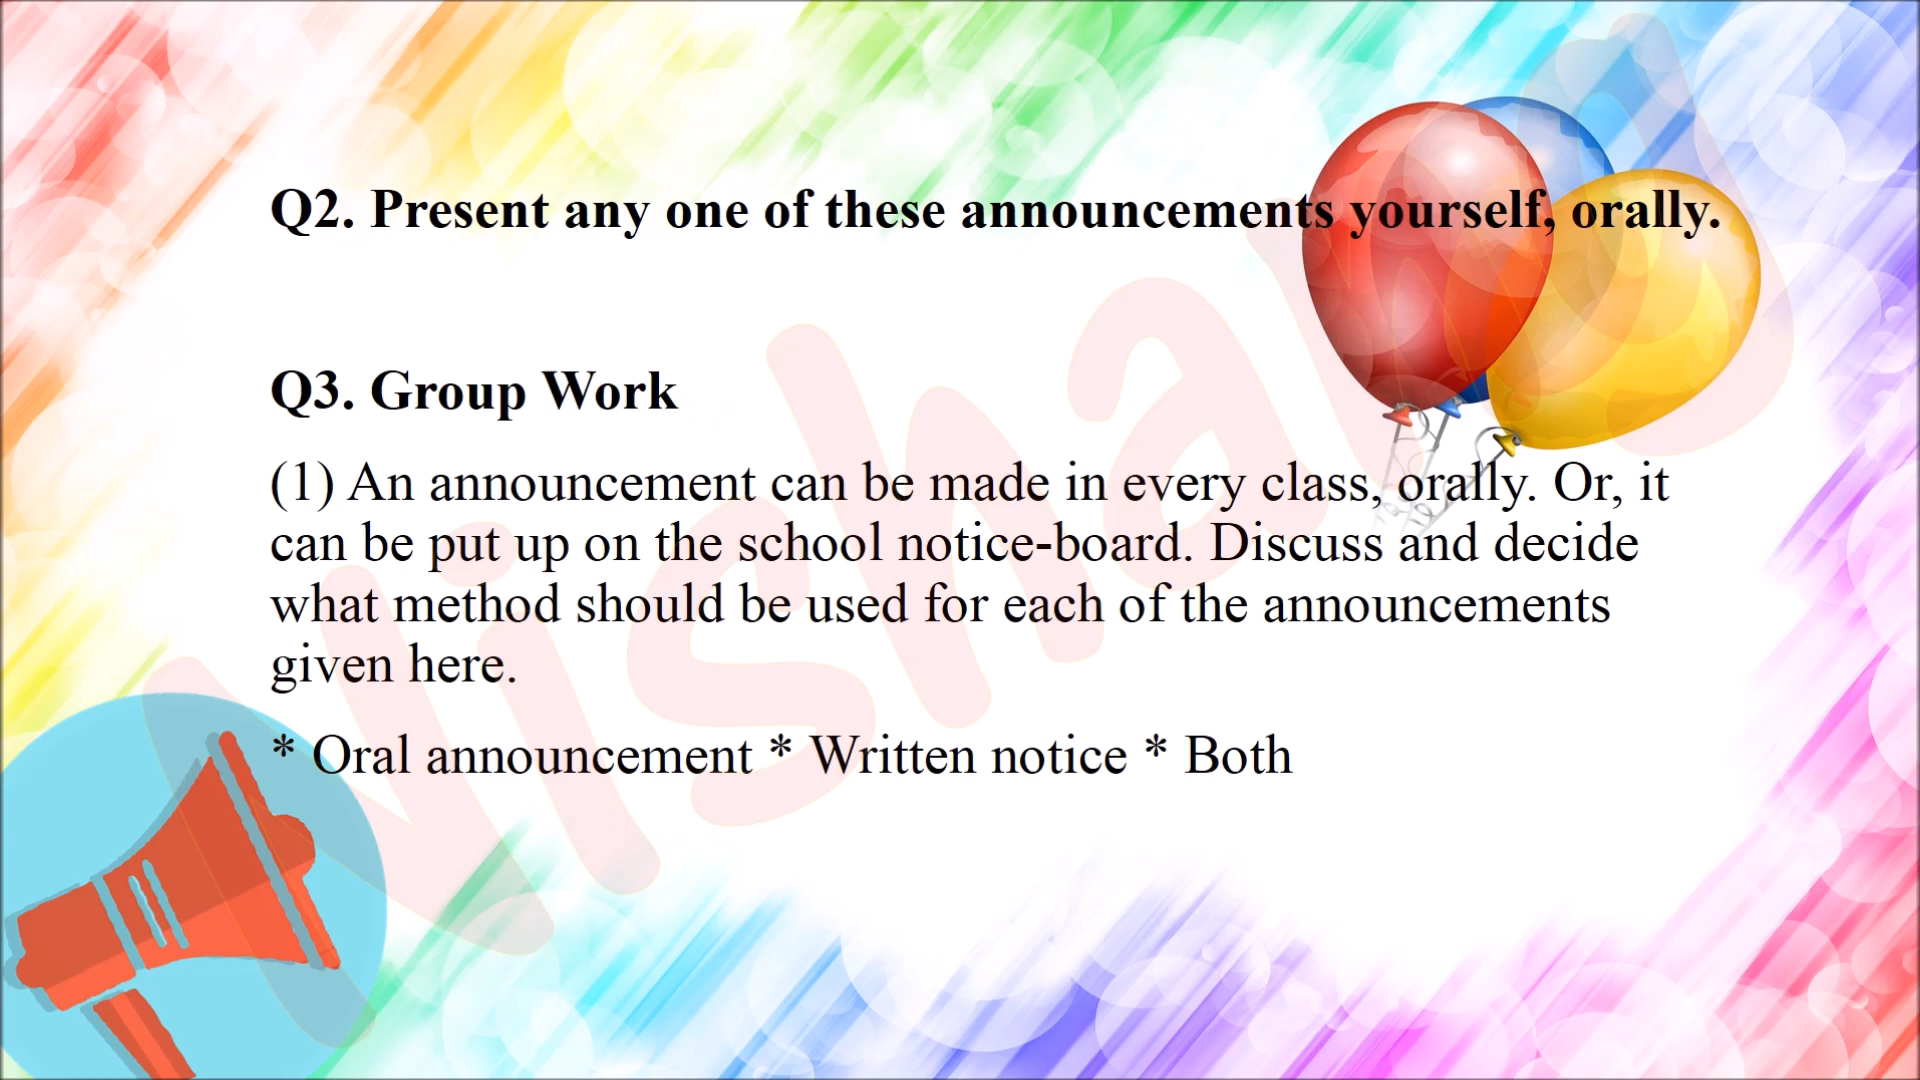 Q2. Present any one of these announcements yourself, orally.
Q3. Group Work
(1) An announcement can be made in every class, orally. Or, it
can be put up on the school notice-board. Discuss and decide
what method should be used for each of the announcements
given here.
* Oral announcement * Written notice * Both
Nishand